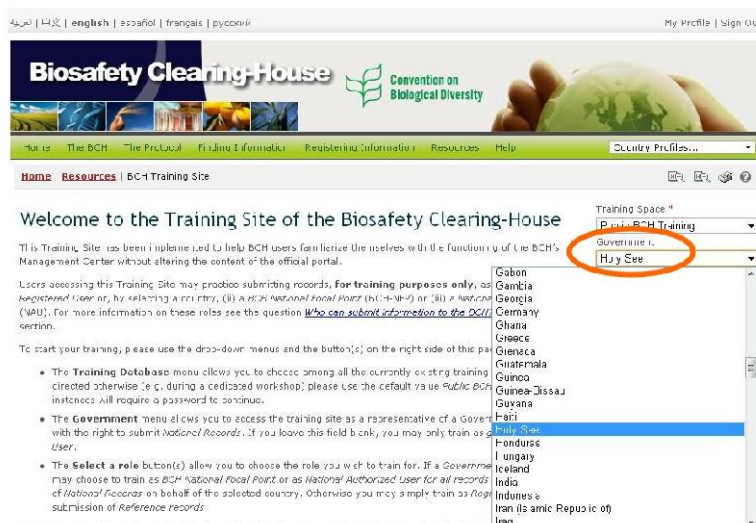 العربية | 中文 | english | español | français | русский
My Profile | Sign Ou
Biosafety Clearing-House
Convention on
Biological Diversity
Home The BCH The Protocol Finding Information Registering Information Resources Help
Country Profiles...
Home Resources | BCH Training Site
Welcome to the Training Site of the Biosafety Clearing-House
Training Space *
Public BCH Training
Government
Holy See
This Training Site has been implemented to help BCH users familiarize themselves with the functioning of the BCH's
Management Center without altering the content of the official portal.
Users accessing this Training Site may practice submitting records, for training purposes only, as
Registered User or, by selecting a country, (ii) a BCH National Focal Point (BCH-NFP) or (iii) a Nationa
(NAU). For more information on these roles see the question Who can submit information to the BCH?
section.
To start your training, please use the drop-down menus and the button(s) on the right side of this pa
• The Training Database menu allows you to choose among all the currently existing training
directed otherwise (e.g. during a dedicated workshop) please use the default value Public BCH
instances will require a password to continue.
• The Government menu allows you to access the training site as a representative of a Govern
with the right to submit National Records. If you leave this field blank, you may only train as
User.
• The Select a role button(s) allow you to choose the role you wish to train for. If a Governme
may choose to train as BCH National Focal Point or as National Authorized User for all records
of National Records on behalf of the selected country. Otherwise you may simply train as Regi
submission of Reference records
Gabon
Gambia
Georgia
Germany
Ghana
Greece
Grenada
Guatemala
Guinea
Guinea-Bissau
Guyana
Haiti
Holy See
Honduras
Hungary
Iceland
India
Indonesia
Iran (Islamic Republic of)
Iraq